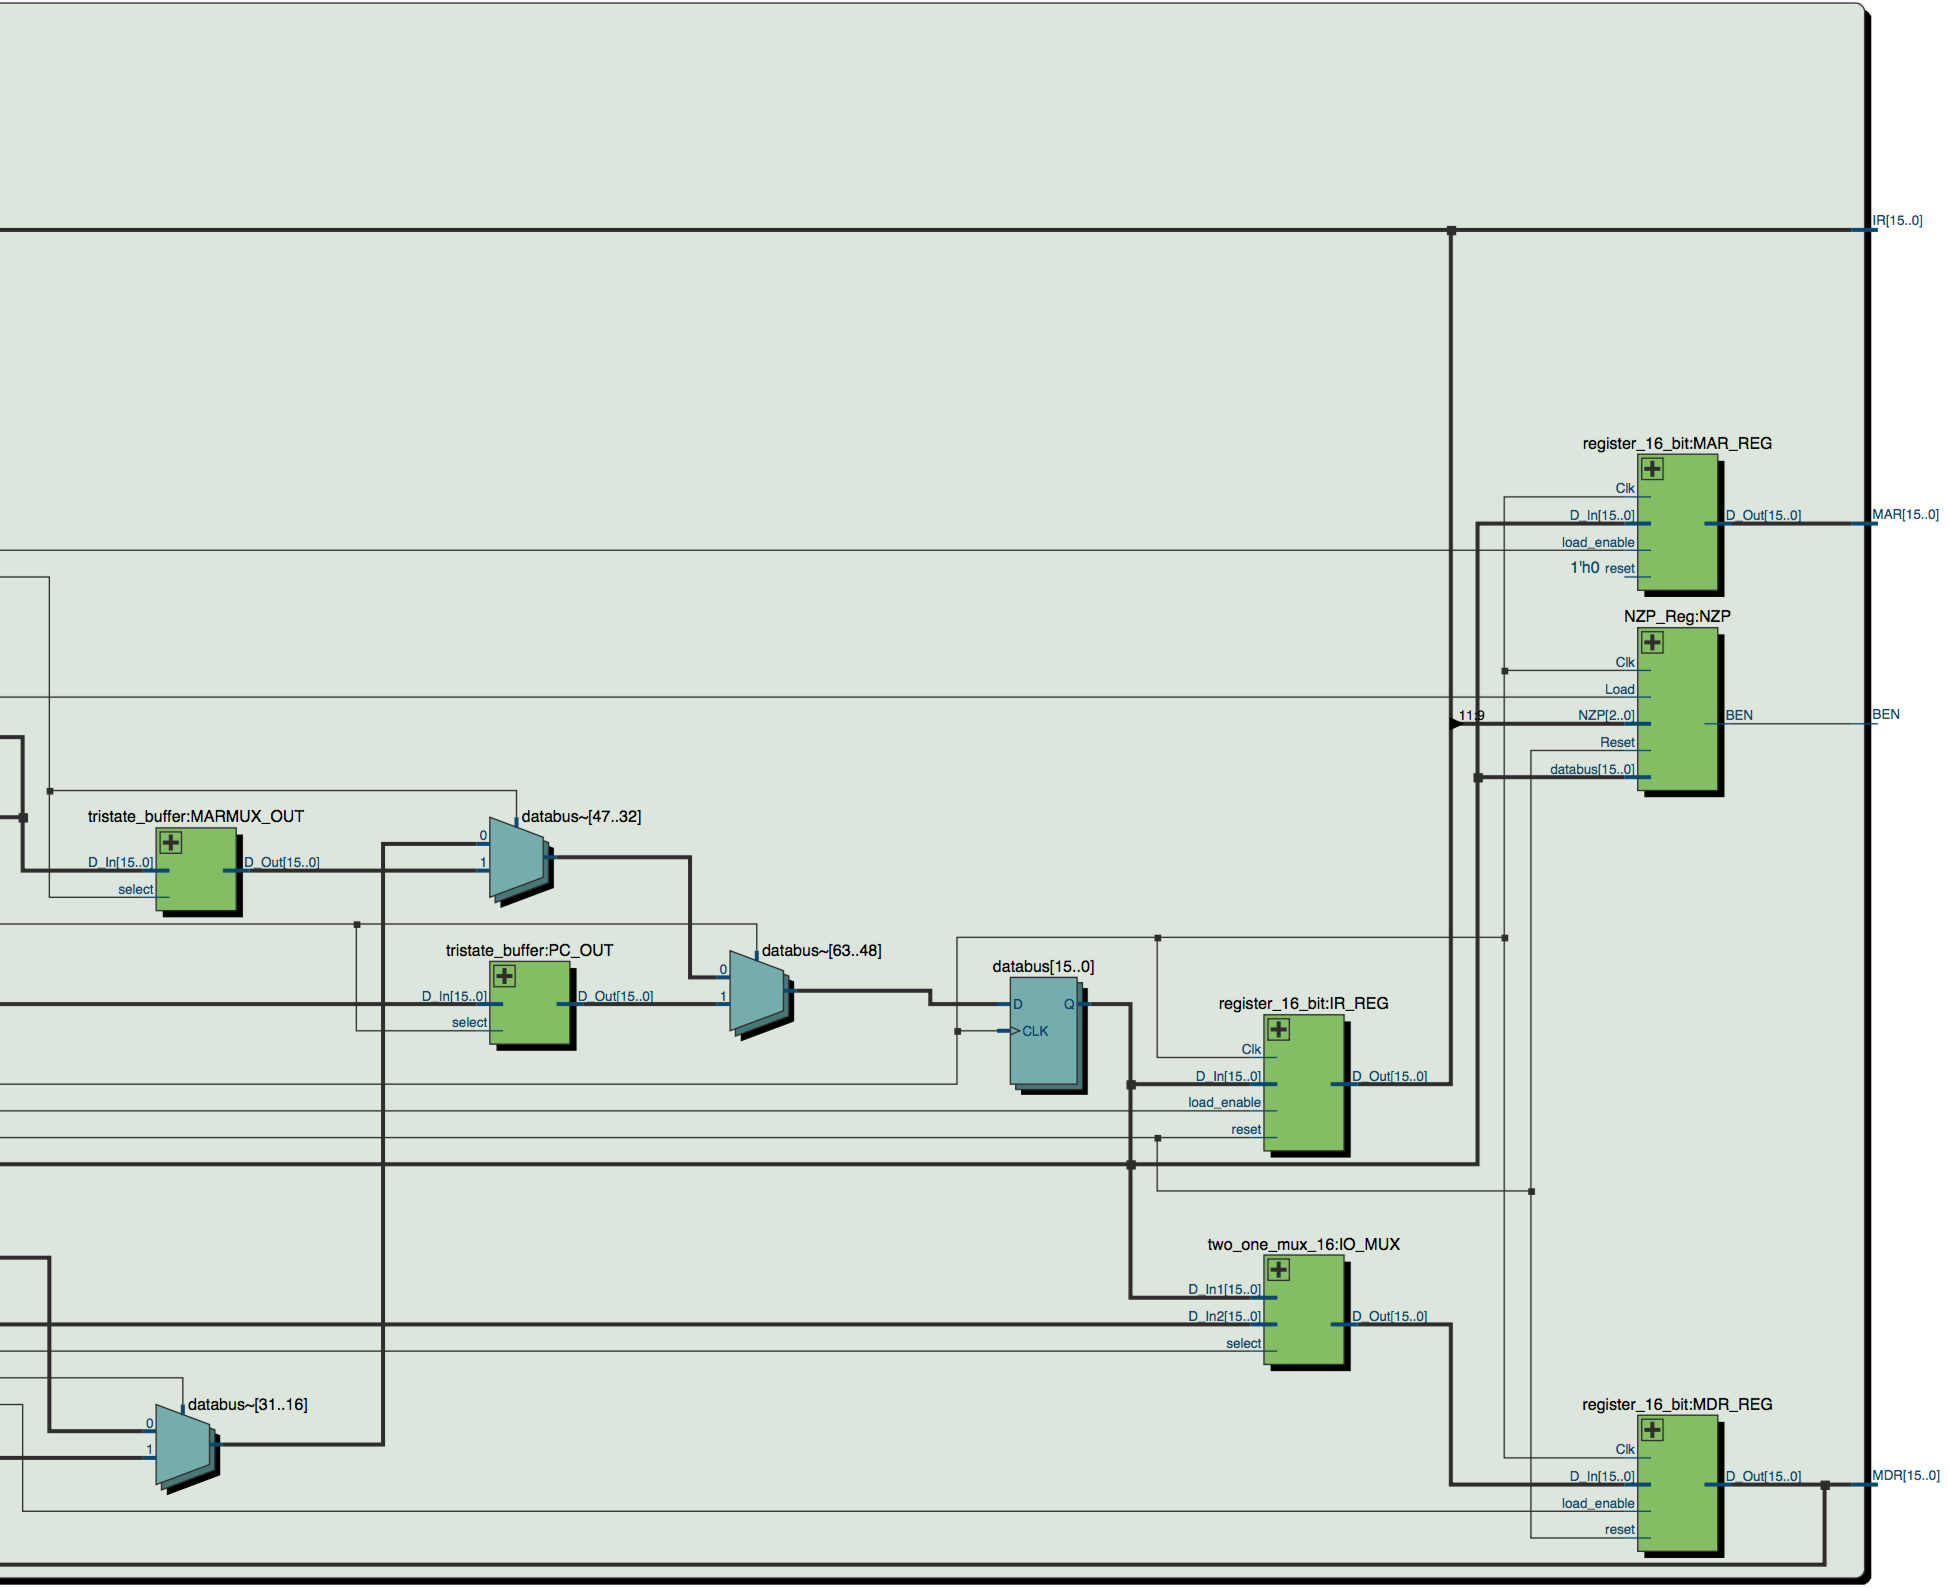 IR[15..0]
register_16_bit:MAR_REG
Clk
D_In[15..0]
D_Out[15..0]
MAR[15..0]
load_enable
1'h0 reset
NZP_Reg:NZP
Clk
Load
11:9
NZP[2..0]
BEN
BEN
Reset
databus[15..0]
tristate_buffer:MARMUX_OUT
D_In[15..0]
D_Out[15..0]
select
databus~[47..32]
0
1
tristate_buffer:PC_OUT
D_In[15..0]
D_Out[15..0]
select
databus~[63..48]
0
1
databus[15..0]
D
Q
CLK
register_16_bit:IR_REG
Clk
D_In[15..0]
D_Out[15..0]
load_enable
reset
two_one_mux_16:IO_MUX
D_In1[15..0]
D_In2[15..0]
D_Out[15..0]
select
databus~[31..16]
0
1
register_16_bit:MDR_REG
Clk
D_In[15..0]
D_Out[15..0]
MDR[15..0]
load_enable
reset